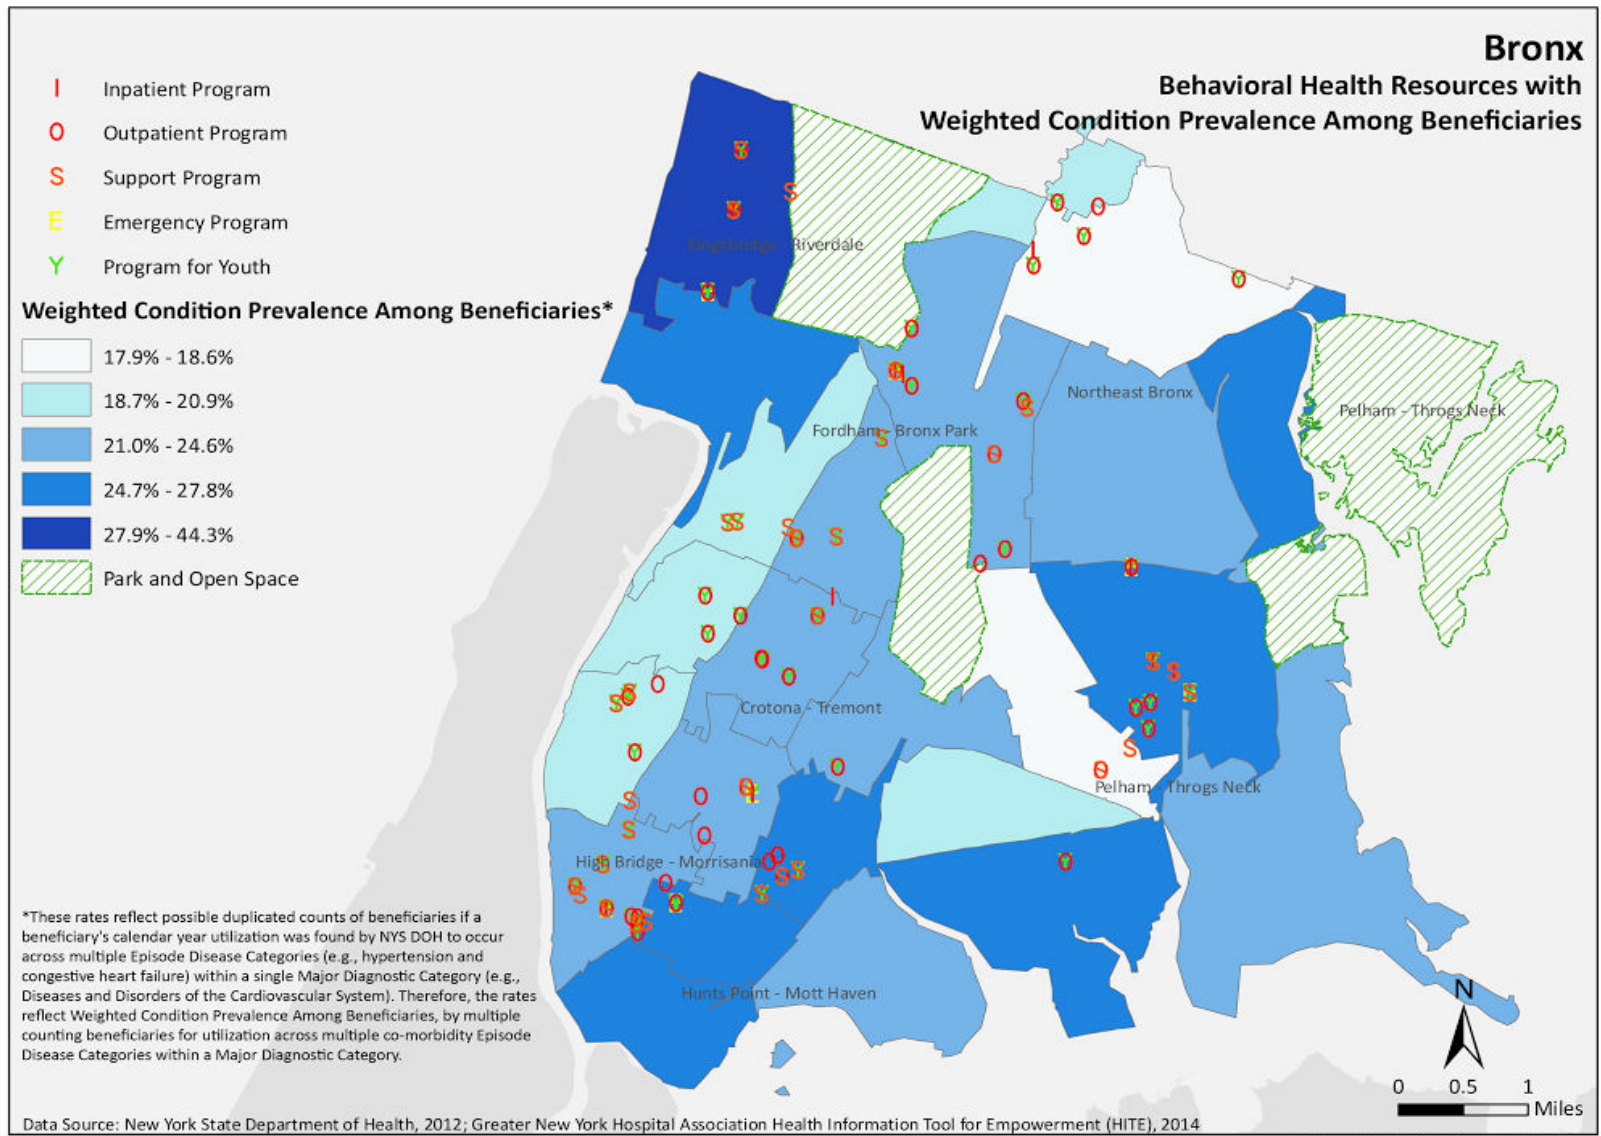 Bronx
Behavioral Health Resources with
Weighted Condition Prevalence Among Beneficiaries
I Inpatient Program
O Outpatient Program
S Support Program
E Emergency Program
Y Program for Youth
Weighted Condition Prevalence Among Beneficiaries*
17.9% - 18.6%
18.7% - 20.9%
21.0% - 24.6%
24.7% - 27.8%
27.9% - 44.3%
Park and Open Space
Kingsbridge - Riverdale
Northeast Bronx
Pelham - Throgs Neck
Fordham - Bronx Park
Crotona - Tremont
Pelham - Throgs Neck
High Bridge - Morrisania
Hunts Point - Mott Haven
*These rates reflect possible duplicated counts of beneficiaries if a
beneficiary's calendar year utilization was found by NYS DOH to occur
across multiple Episode Disease Categories (e.g., hypertension and
congestive heart failure) within a single Major Diagnostic Category (e.g.,
Diseases and Disorders of the Cardiovascular System). Therefore, the rates
reflect Weighted Condition Prevalence Among Beneficiaries, by multiple
counting beneficiaries for utilization across multiple co-morbidity Episode
Disease Categories within a Major Diagnostic Category.
N
0 0.5 1
Miles
Data Source: New York State Department of Health, 2012; Greater New York Hospital Association Health Information Tool for Empowerment (HITE), 2014